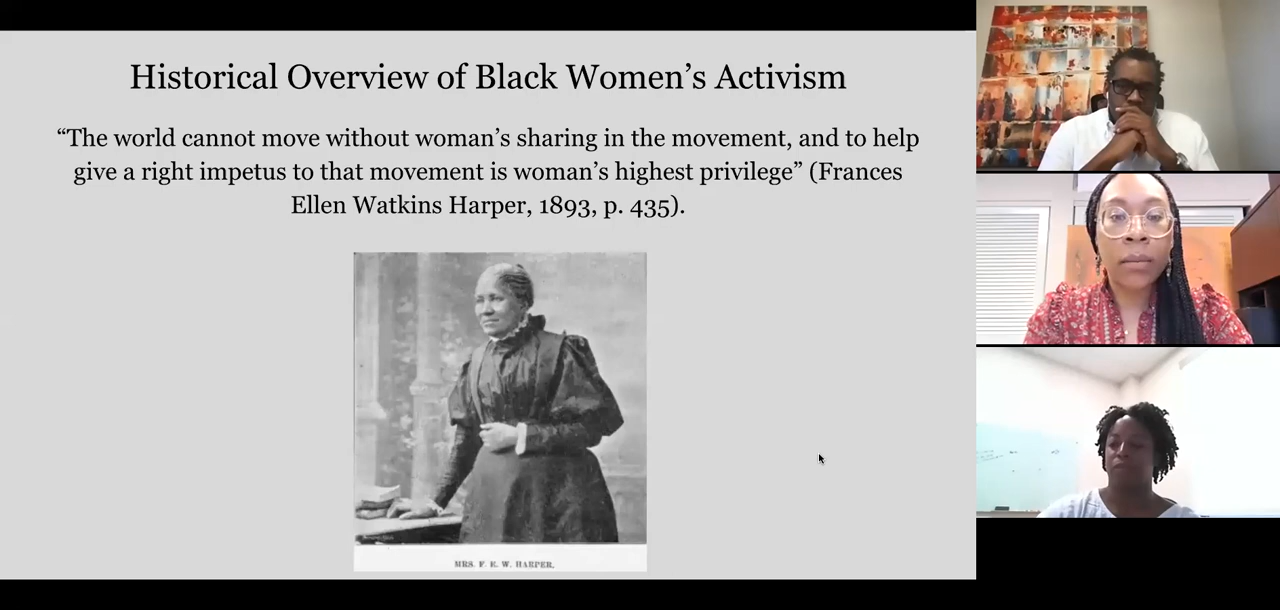 Historical Overview of Black Women’s Activism
“The world cannot move without woman’s sharing in the movement, and to help
give a right impetus to that movement is woman’s highest privilege” (Frances
Ellen Watkins Harper, 1893, p. 435).
MRS. F. E. W. HARPER.